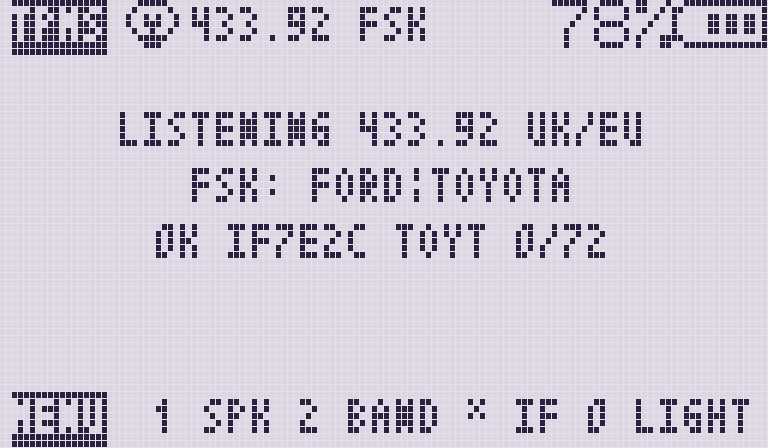 433.92 FSK 78%
LISTENING 433.92 UK/EU
FSK: FORD¦TOYOTA
OK IF7E2C TOYT 0/72
1 SPK 2 BAND * IF 0 LIGHT